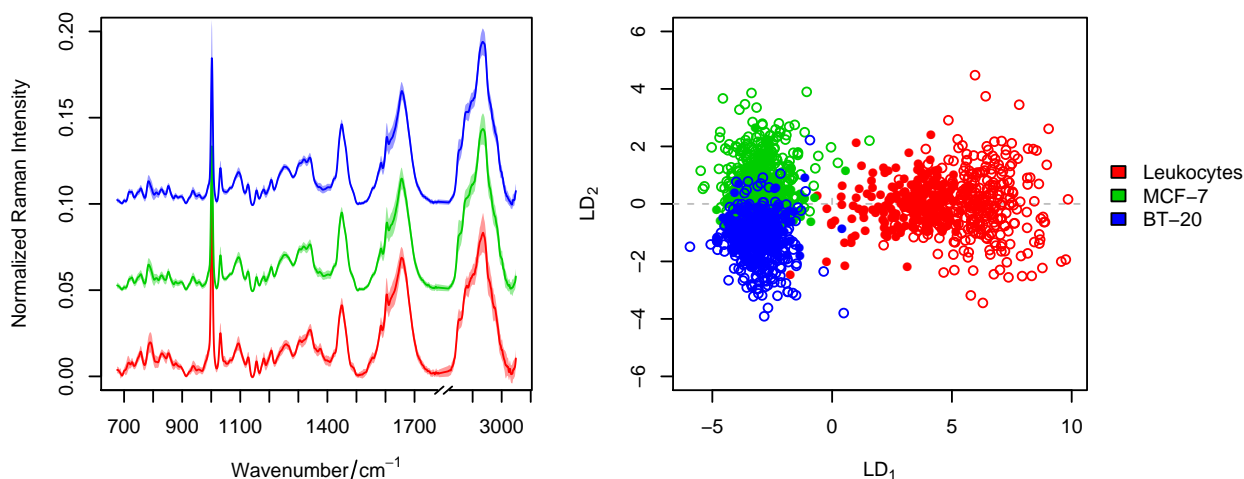 Normalized Raman Intensity
0.00 0.05 0.10 0.15 0.20
700 900 1100 1400 1700 3000
Wavenumber/cm⁻¹
LD₂
−6 −4 −2 0 2 4 6
−5 0 5 10
LD₁
Leukocytes
MCF−7
BT−20